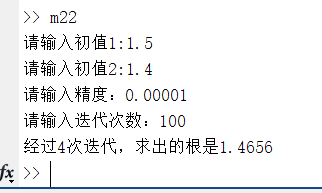 >> m22
请输入初值1:1.5
请输入初值2:1.4
请输入精度：0.00001
请输入迭代次数：100
经过4次迭代，求出的根是1.4656
fx >>